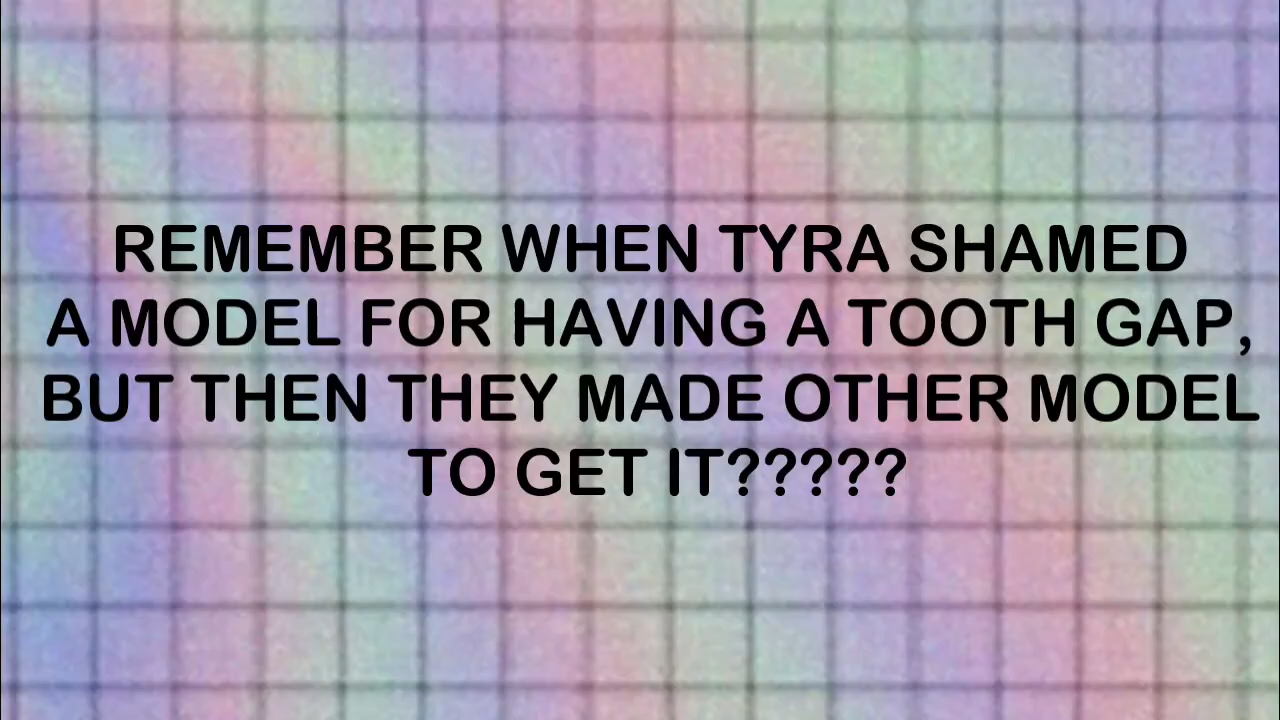 REMEMBER WHEN TYRA SHAMED
A MODEL FOR HAVING A TOOTH GAP,
BUT THEN THEY MADE OTHER MODEL
TO GET IT?????